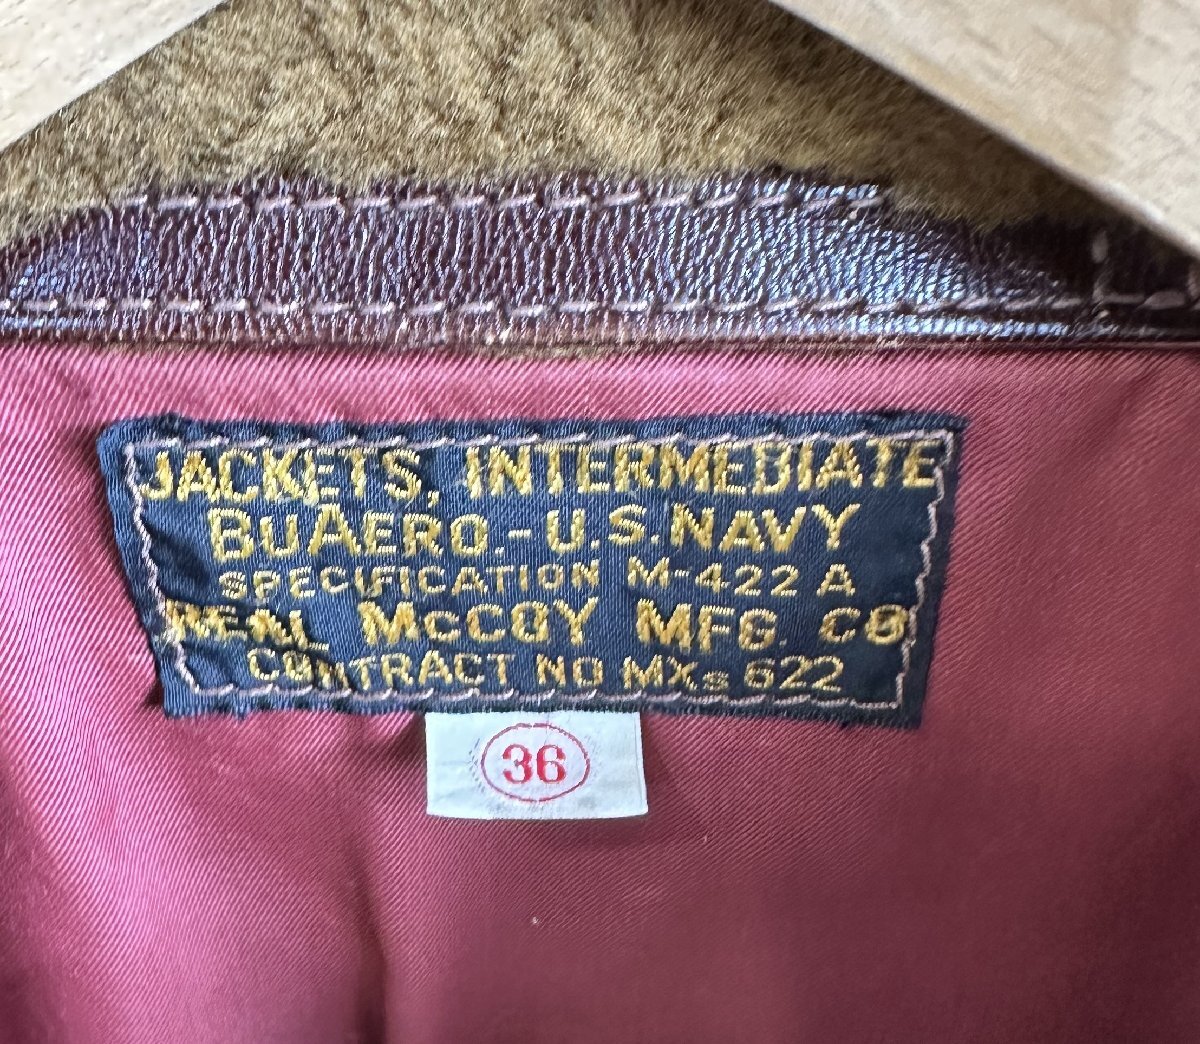 JACKETS, INTERMEDIATE
BUAERO.-U.S.NAVY
SPECIFICATION M-422 A
REAL McCOY MFG. CO
CONTRACT NO MXs 622
36